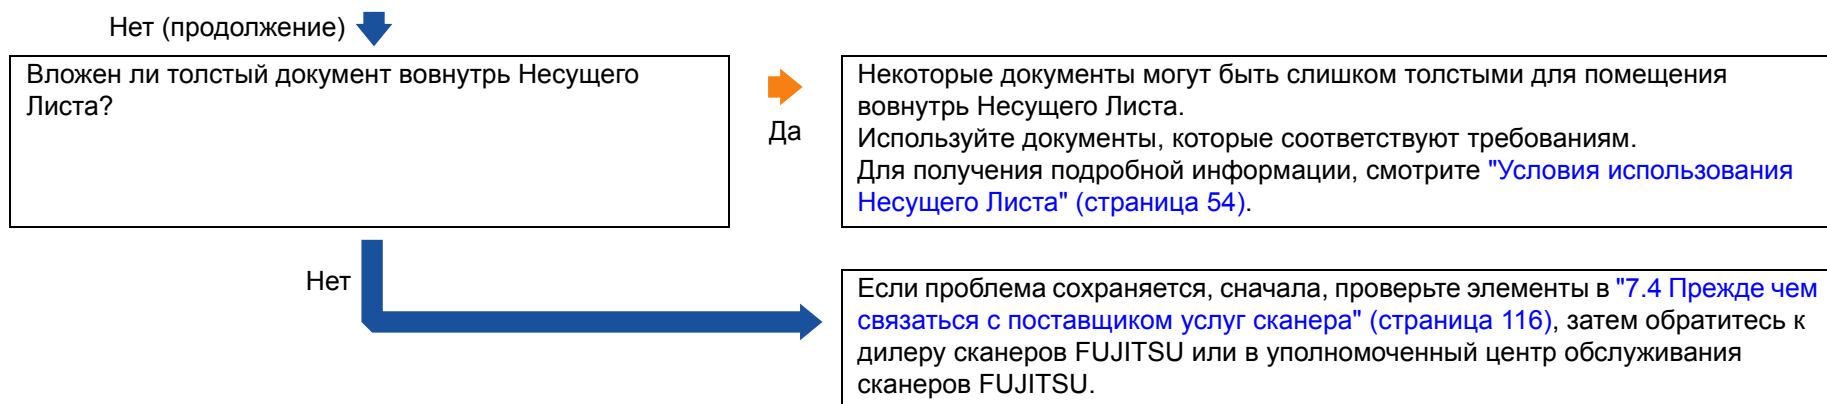 Нет (продолжение)
Вложен ли толстый документ вовнутрь Несущего
Листа?
Да
Некоторые документы могут быть слишком толстыми для помещения
вовнутрь Несущего Листа.
Используйте документы, которые соответствуют требованиям.
Для получения подробной информации, смотрите "Условия использования
Несущего Листа" (страница 54).
Нет
Если проблема сохраняется, сначала, проверьте элементы в "7.4 Прежде чем
связаться с поставщиком услуг сканера" (страница 116), затем обратитесь к
дилеру сканеров FUJITSU или в уполномоченный центр обслуживания
сканеров FUJITSU.